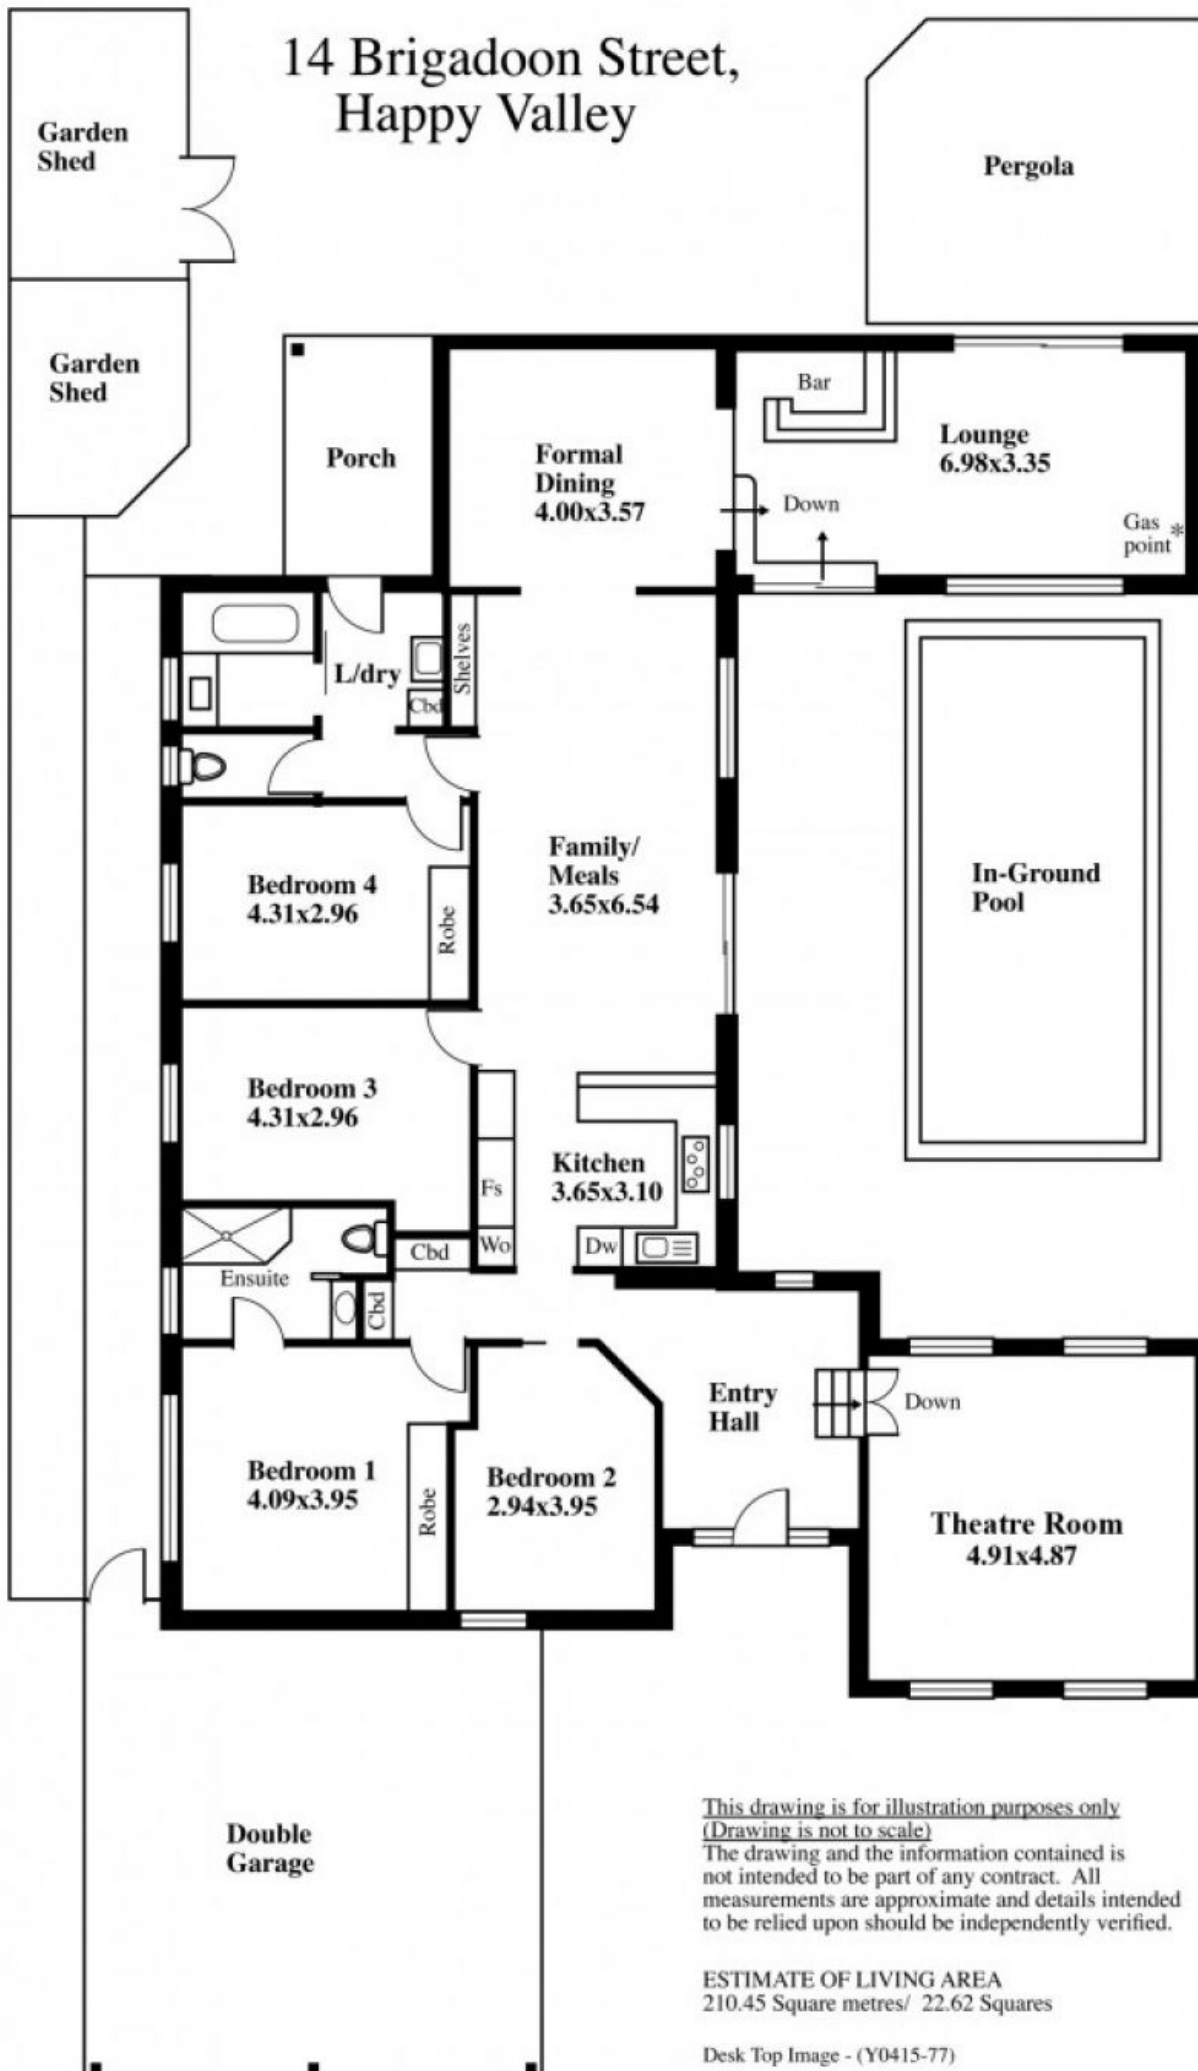 14 Brigadoon Street,
Happy Valley
Garden
Shed
Pergola
Garden
Shed
Porch
Formal
Dining
4.00x3.57
Bar
Lounge
6.98x3.35
Down
Gas
point*
L/dry
Cbd
Shelves
Bedroom 4
4.31x2.96
Robe
Family/
Meals
3.65x6.54
In-Ground
Pool
Bedroom 3
4.31x2.96
Fs
Wo
Kitchen
3.65x3.10
Dw
Ensuite
Cbd
Cbd
Bedroom 1
4.09x3.95
Robe
Bedroom 2
2.94x3.95
Entry
Hall
Down
Theatre Room
4.91x4.87
Double
Garage
This drawing is for illustration purposes only
(Drawing is not to scale)
The drawing and the information contained is
not intended to be part of any contract. All
measurements are approximate and details intended
to be relied upon should be independently verified.
ESTIMATE OF LIVING AREA
210.45 Square metres/ 22.62 Squares
Desk Top Image - (Y0415-77)